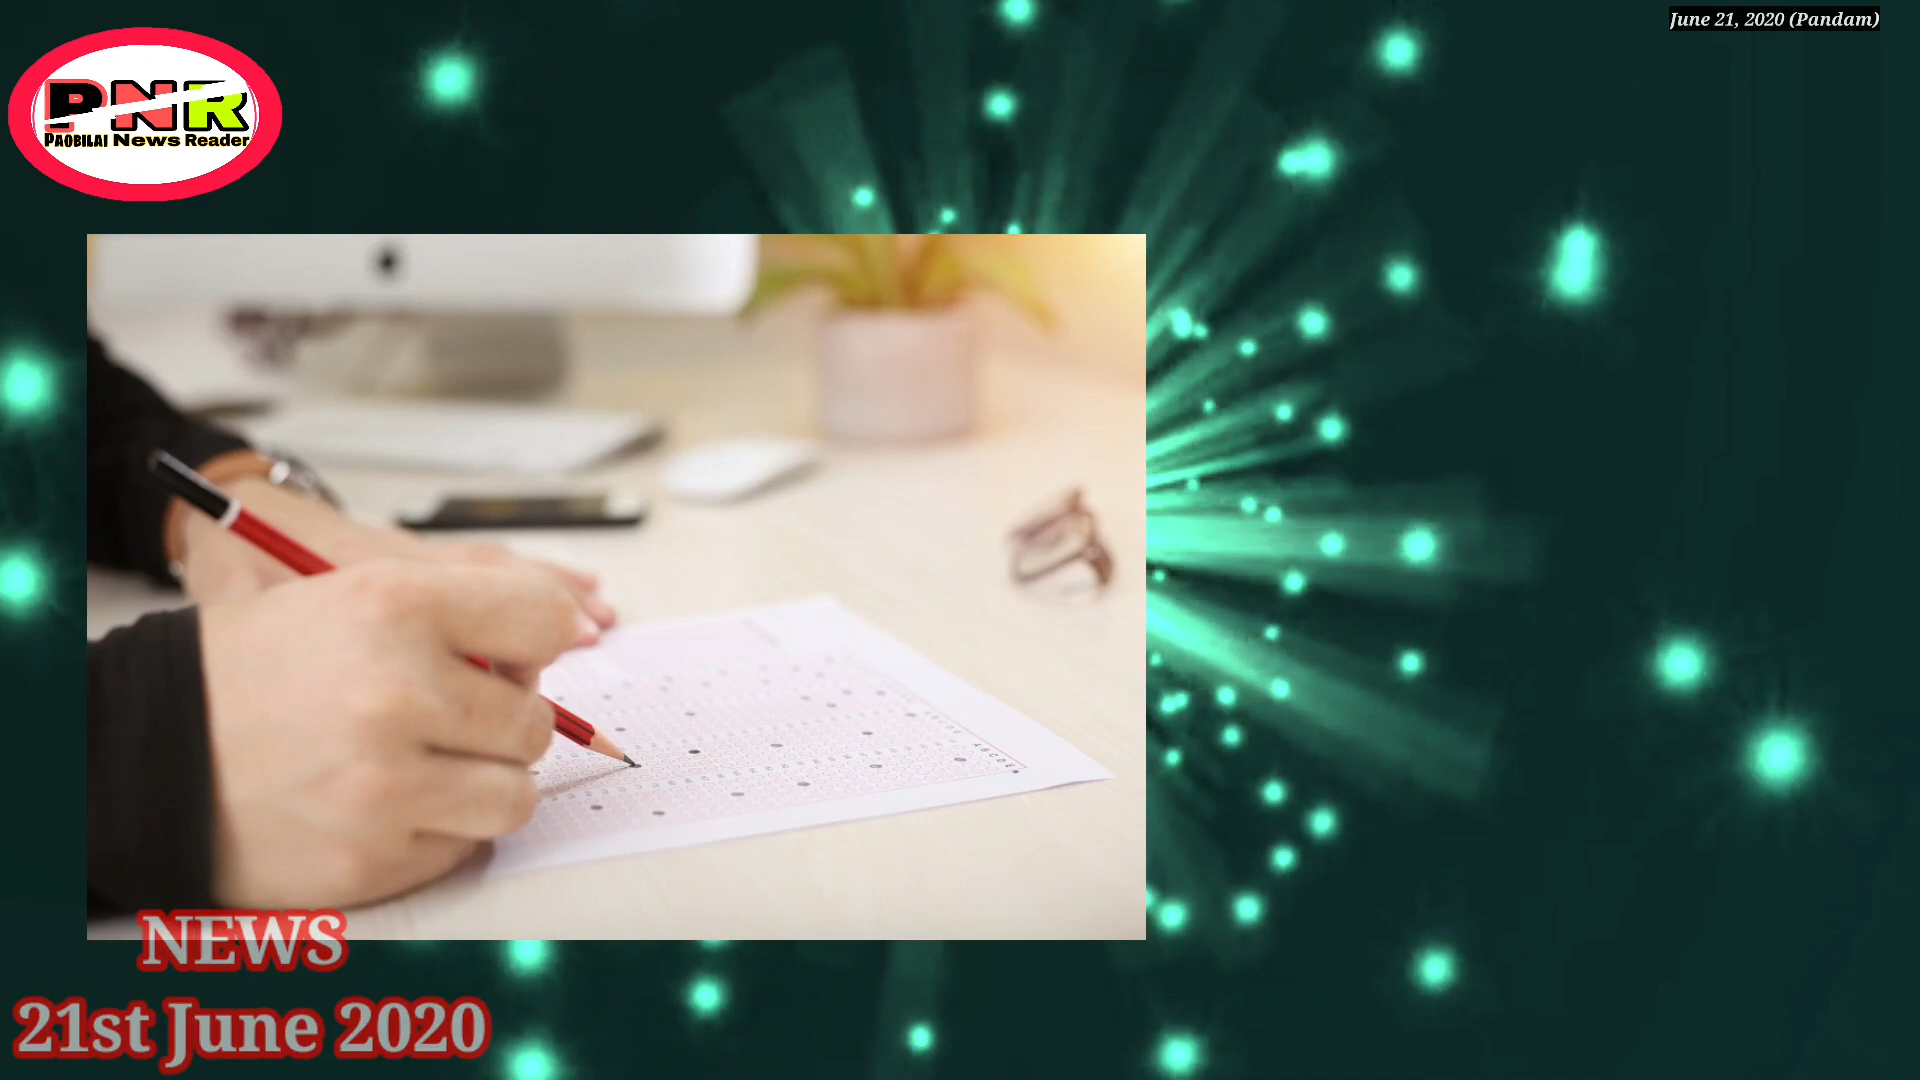 June 21, 2020 (Pandam)
PNR
PAOBILAI News Reader
NEWS
21st June 2020